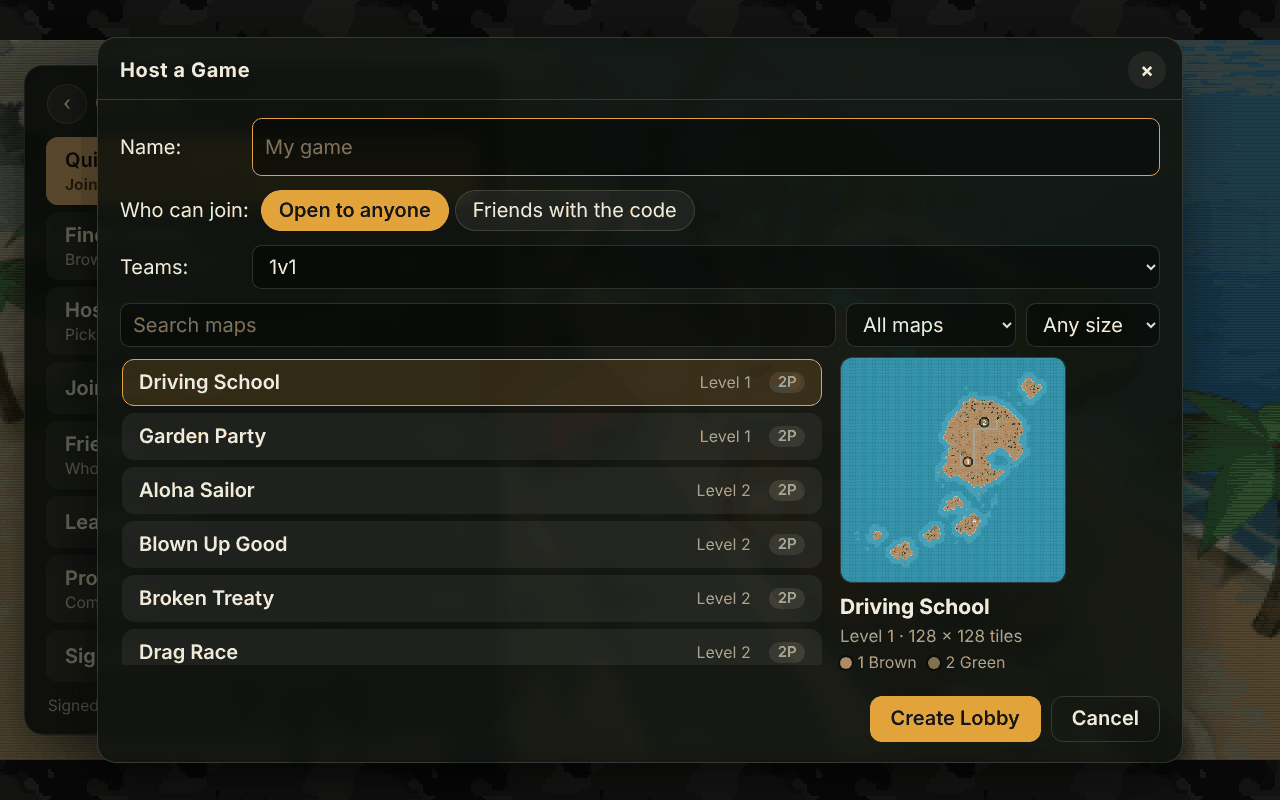 Host a Game
×
Name: My game
Who can join: Open to anyone Friends with the code
Teams: 1v1
Search maps All maps Any size
Driving School Level 1 2P
Garden Party Level 1 2P
Aloha Sailor Level 2 2P
Blown Up Good Level 2 2P
Broken Treaty Level 2 2P
Drag Race Level 2 2P
Driving School
Level 1 · 128 × 128 tiles
1 Brown 2 Green
Create Lobby Cancel
Join
Signed